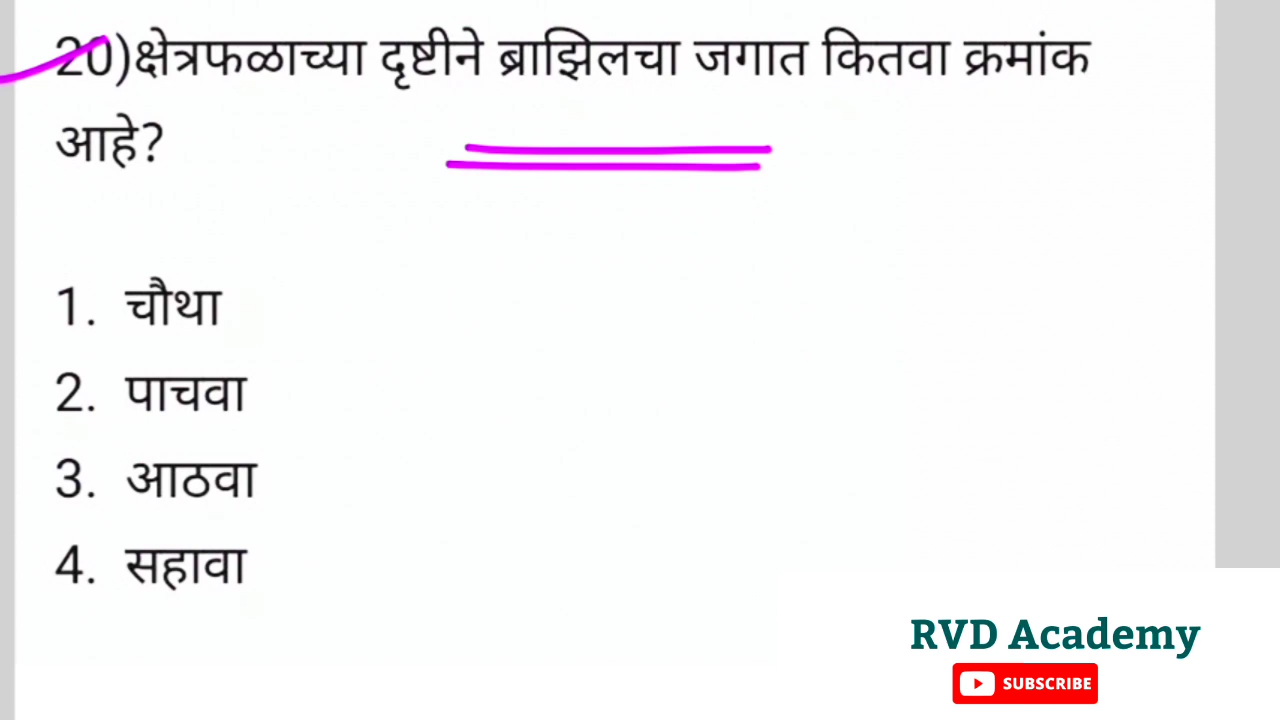 20)क्षेत्रफळाच्या दृष्टीने ब्राझिलचा जगात कितवा क्रमांक
आहे?
1. चौथा
2. पाचवा
3. आठवा
4. सहावा
RVD Academy
SUBSCRIBE